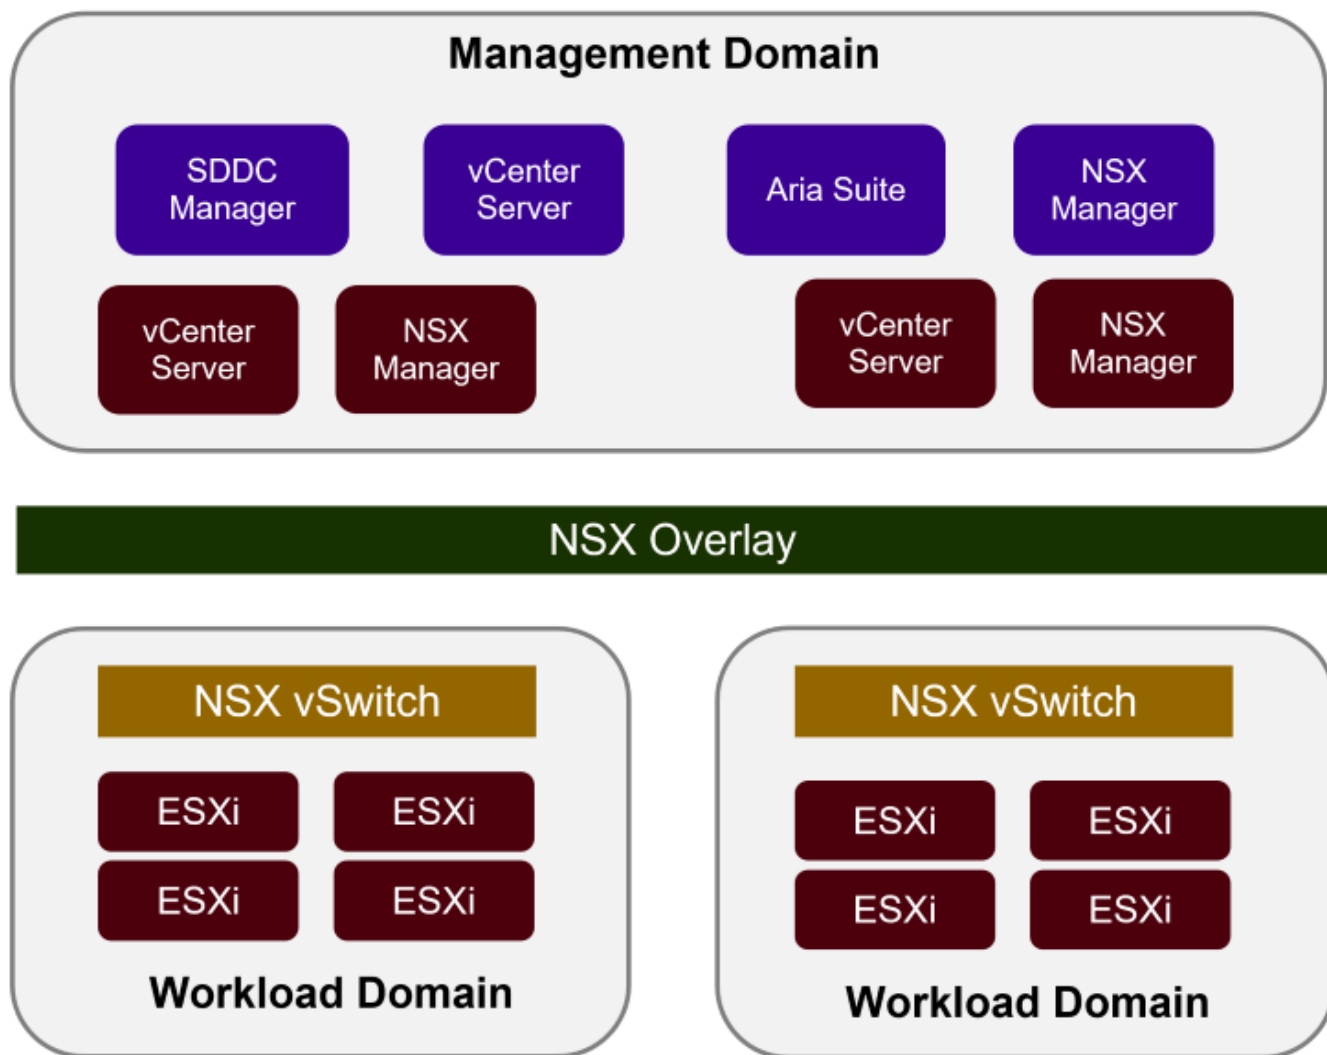 Management Domain
SDDC
Manager
vCenter
Server
Aria Suite
NSX
Manager
vCenter
Server
NSX
Manager
vCenter
Server
NSX
Manager
NSX Overlay
NSX vSwitch
ESXi
ESXi
ESXi
ESXi
Workload Domain
NSX vSwitch
ESXi
ESXi
ESXi
ESXi
Workload Domain